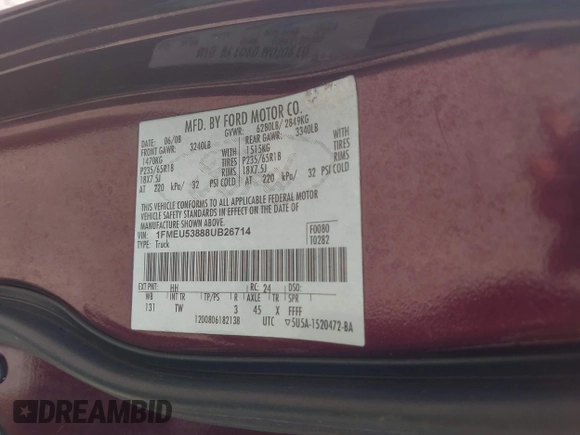 MFD. BY FORD MOTOR CO.
DATE: 06/08 GVWR: 6280LB/ 2849KG
FRONT GAWR: 3240LB REAR GAWR: 3340LB
1470KG 1515KG
P235/65R18 TIRES P235/65R18 TIRES
18X7.5J RIMS 18X7.5J RIMS
AT 220 kPa/ 32 PSI COLD AT 220 kPa/ 32 PSI COLD
THIS VEHICLE CONFORMS TO ALL APPLICABLE FEDERAL MOTOR
VEHICLE SAFETY STANDARDS IN EFFECT ON THE DATE OF
MANUFACTURE SHOWN ABOVE.
VIN: 1FMEU53888UB26714 F0080
TYPE: Truck T0282
EXT PNT: HH RC: 24 DSO:
WB INT TR TP/PS R AXLE TR SPR
131 TW 3 45 X FFFF
12008061821 38 UTC ▽5U5A-1520472-BA
DREAMBID